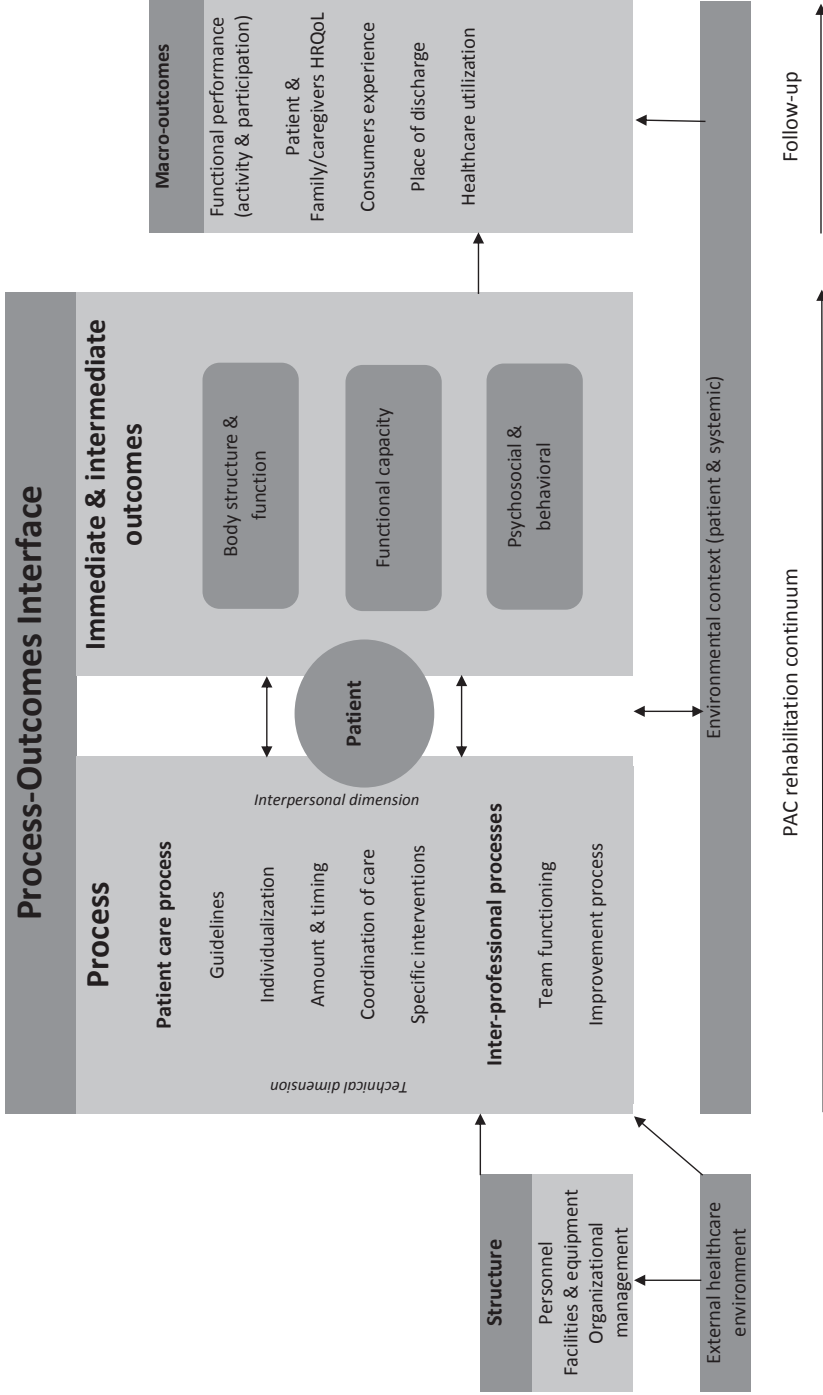 Process-Outcomes Interface
Process
Patient care process
Guidelines
Individualization
Amount & timing
Coordination of care
Specific interventions
Inter-professional processes
Team functioning
Improvement process
Technical dimension
Interpersonal dimension
Patient
Immediate & intermediate
outcomes
Body structure &
function
Functional capacity
Psychosocial &
behavioral
Macro-outcomes
Functional performance
(activity & participation)
Patient &
Family/caregivers HRQoL
Consumers experience
Place of discharge
Healthcare utilization
Structure
Personnel
Facilities & equipment
Organizational
management
External healthcare
environment
Environmental context (patient & systemic)
PAC rehabilitation continuum
Follow-up